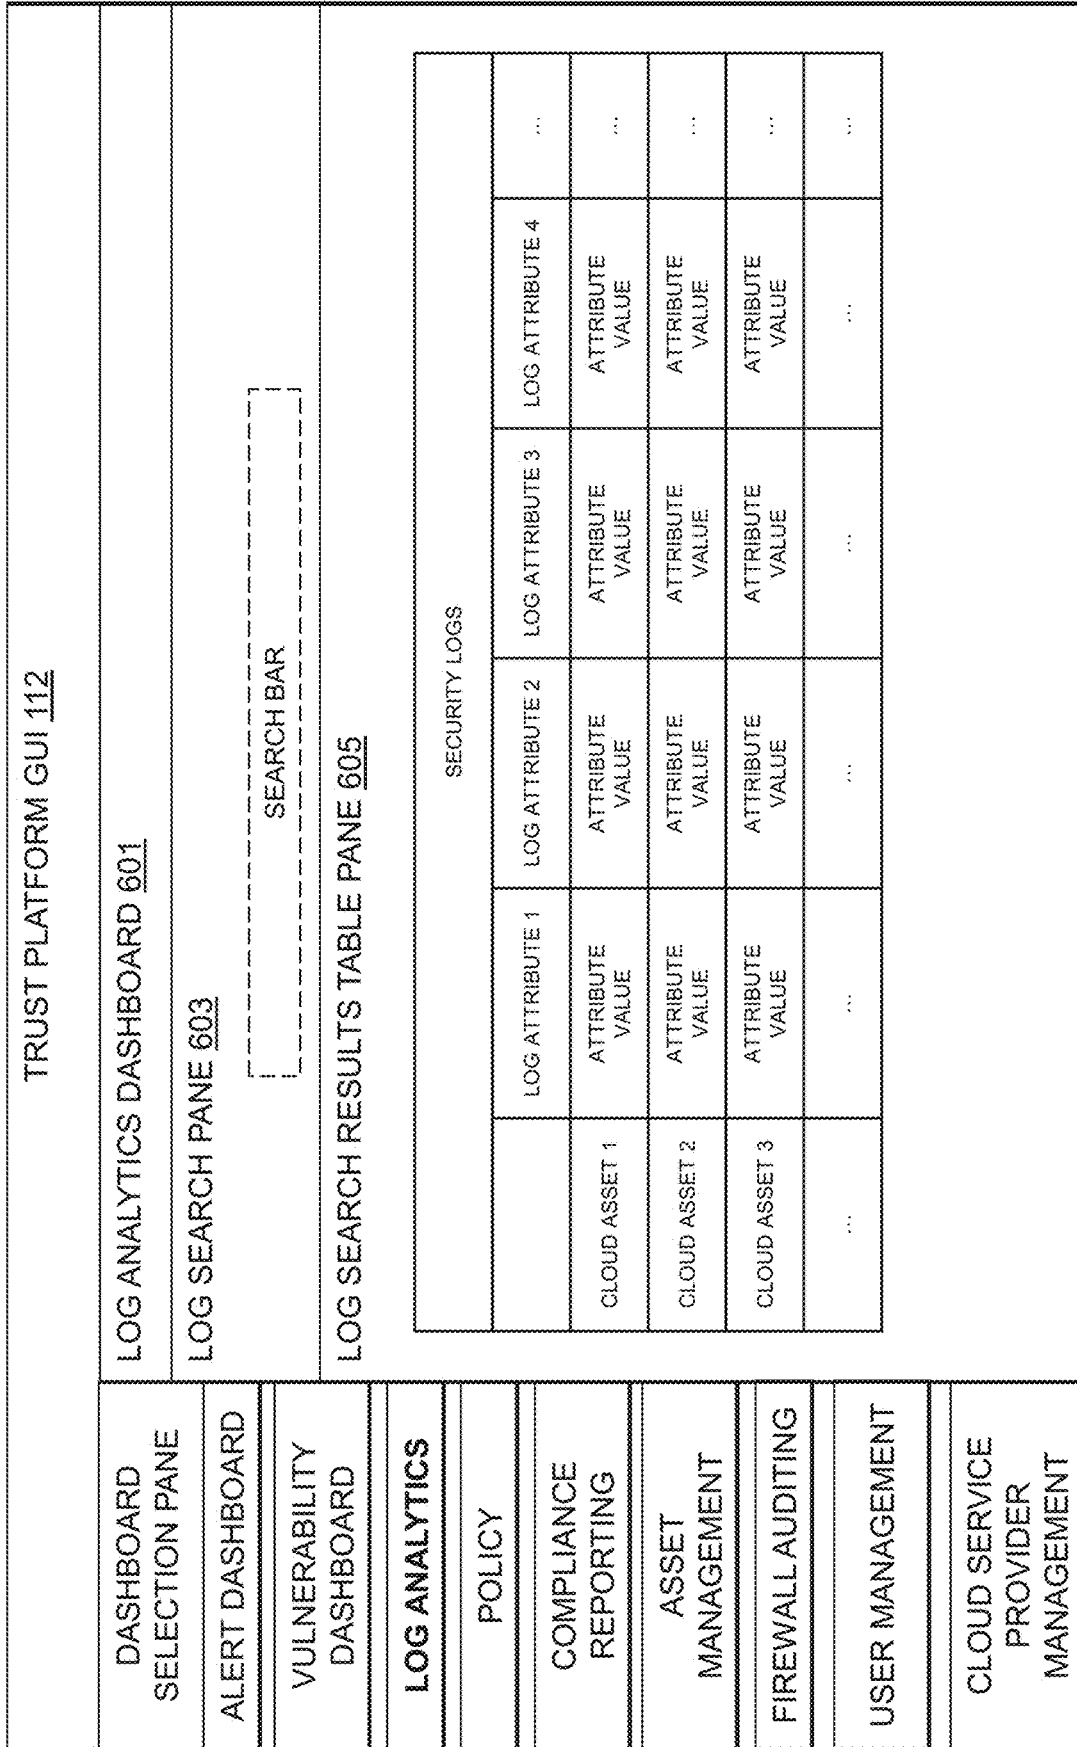 TRUST PLATFORM GUI 112
DASHBOARD
SELECTION PANE
ALERT DASHBOARD
VULNERABILITY
DASHBOARD
LOG ANALYTICS
POLICY
COMPLIANCE
REPORTING
ASSET
MANAGEMENT
FIREWALL AUDITING
USER MANAGEMENT
CLOUD SERVICE
PROVIDER
MANAGEMENT
LOG ANALYTICS DASHBOARD 601
LOG SEARCH PANE 603
SEARCH BAR
LOG SEARCH RESULTS TABLE PANE 605
SECURITY LOGS
LOG ATTRIBUTE 1 LOG ATTRIBUTE 2 LOG ATTRIBUTE 3 LOG ATTRIBUTE 4 ...
CLOUD ASSET 1 ATTRIBUTE VALUE ATTRIBUTE VALUE ATTRIBUTE VALUE ATTRIBUTE VALUE ...
CLOUD ASSET 2 ATTRIBUTE VALUE ATTRIBUTE VALUE ATTRIBUTE VALUE ATTRIBUTE VALUE ...
CLOUD ASSET 3 ATTRIBUTE VALUE ATTRIBUTE VALUE ATTRIBUTE VALUE ATTRIBUTE VALUE ...
... ... ... ... ... ...